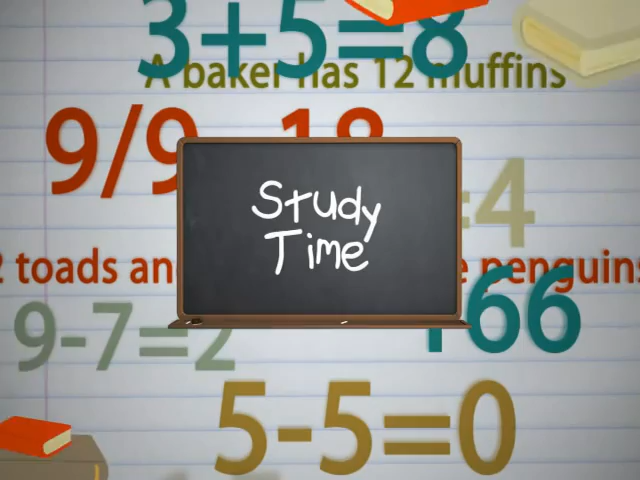 3+5=8
A baker has 12 muffins
9/9
18
Study
Time
=4
2 toads an
penguins
66
9-7=2
5-5=0